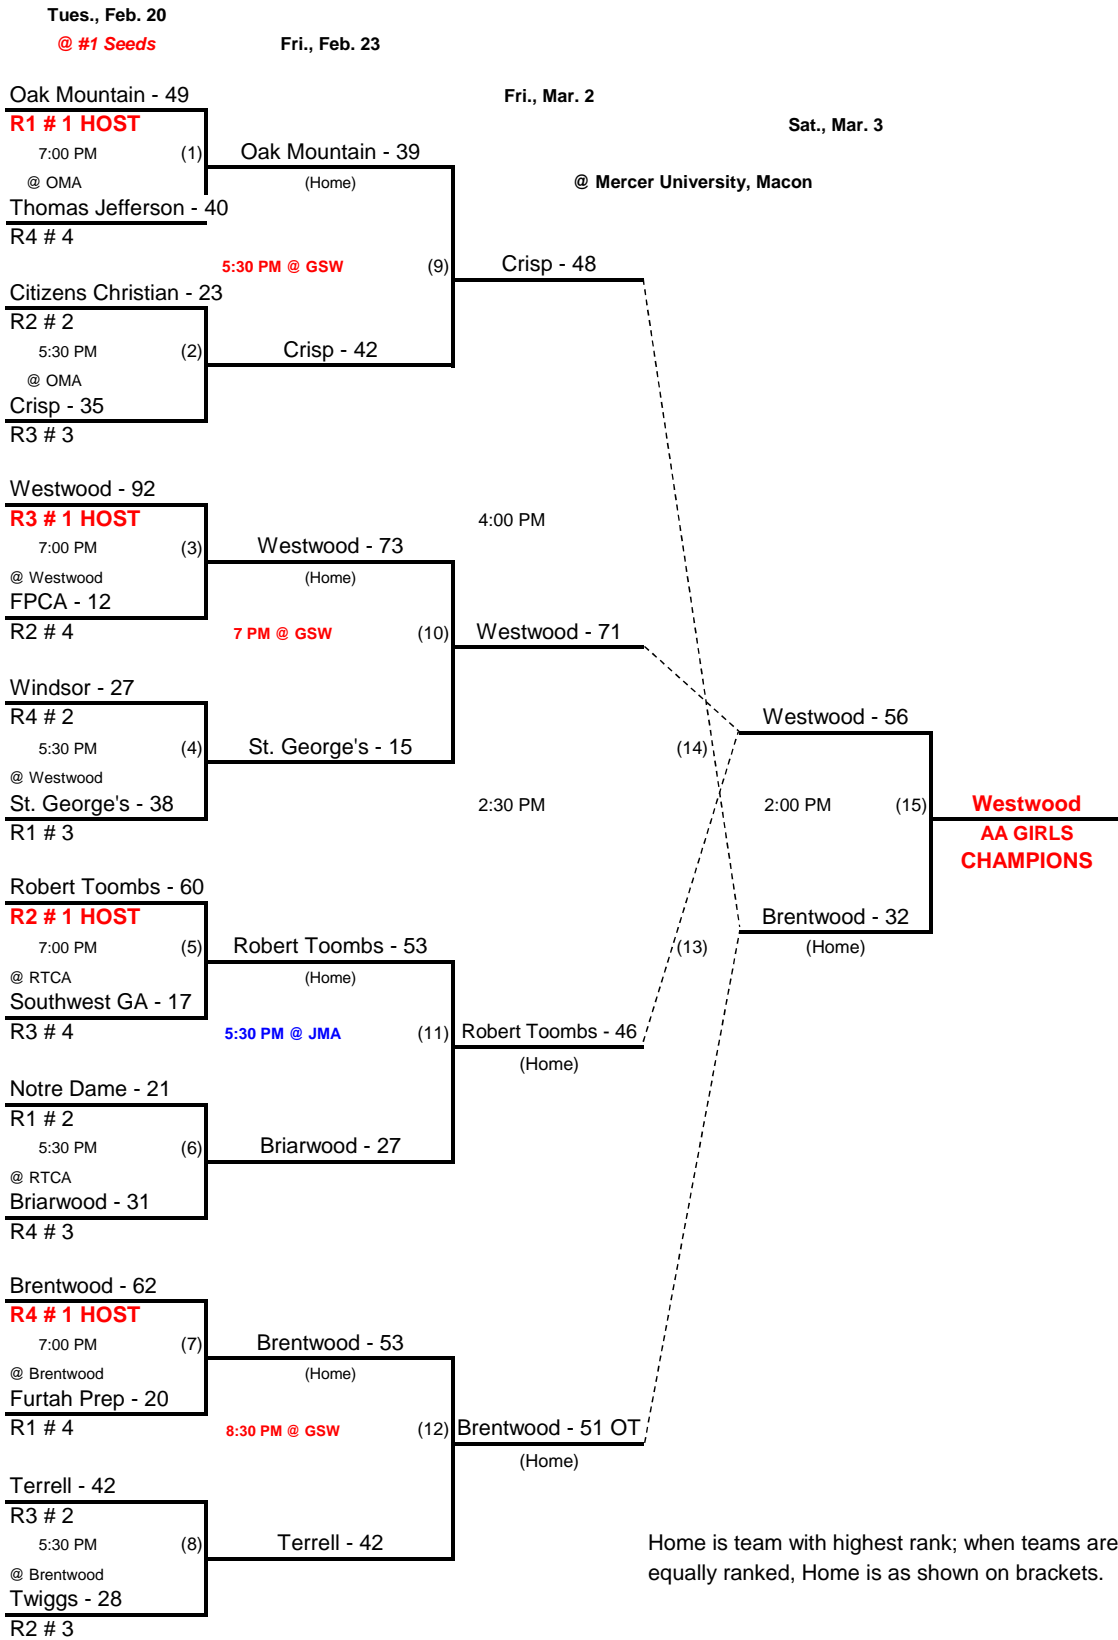 Tues., Feb. 20
@ #1 Seeds
Fri., Feb. 23
Fri., Mar. 2
Sat., Mar. 3
@ Mercer University, Macon
Oak Mountain - 49
R1 # 1 HOST
7:00 PM (1)
@ OMA
Thomas Jefferson - 40
R4 # 4
Oak Mountain - 39
(Home)
5:30 PM @ GSW (9)
Crisp - 48
Citizens Christian - 23
R2 # 2
5:30 PM (2)
@ OMA
Crisp - 35
R3 # 3
Crisp - 42
Westwood - 92
R3 # 1 HOST
7:00 PM (3)
@ Westwood
FPCA - 12
R2 # 4
Westwood - 73
(Home)
4:00 PM
7 PM @ GSW (10)
Westwood - 71
Windsor - 27
R4 # 2
5:30 PM (4)
@ Westwood
St. George's - 38
R1 # 3
St. George's - 15
2:30 PM
(14)
Westwood - 56
2:00 PM (15)
Westwood
AA GIRLS
CHAMPIONS
Brentwood - 32
(Home)
(13)
Robert Toombs - 60
R2 # 1 HOST
7:00 PM (5)
@ RTCA
Southwest GA - 17
R3 # 4
Robert Toombs - 53
(Home)
5:30 PM @ JMA (11)
Robert Toombs - 46
(Home)
Notre Dame - 21
R1 # 2
5:30 PM (6)
@ RTCA
Briarwood - 31
R4 # 3
Briarwood - 27
Brentwood - 62
R4 # 1 HOST
7:00 PM (7)
@ Brentwood
Furtah Prep - 20
R1 # 4
Brentwood - 53
(Home)
8:30 PM @ GSW (12)
Brentwood - 51 OT
(Home)
Terrell - 42
R3 # 2
5:30 PM (8)
@ Brentwood
Twiggs - 28
R2 # 3
Terrell - 42
Home is team with highest rank; when teams are
equally ranked, Home is as shown on brackets.